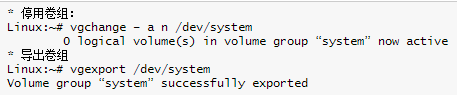 * 停用卷组:
Linux:~# vgchange – a n /dev/system
0 logical volume(s) in volume group “system” now active
* 导出卷组
Linux:~# vgexport /dev/system
Volume group “system” successfully exported